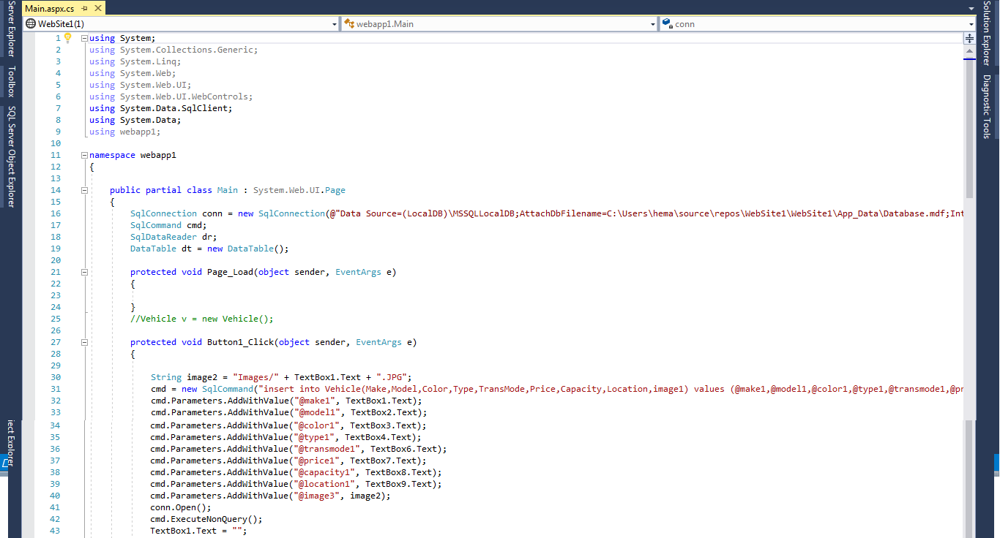 Main.aspx.cs
WebSite1(1)
webapp1.Main
conn
Server Explorer
Toolbox
SQL Server Object Explorer
Solution Explorer
Diagnostic Tools
1 using System;
2 using System.Collections.Generic;
3 using System.Linq;
4 using System.Web;
5 using System.Web.UI;
6 using System.Web.UI.WebControls;
7 using System.Data.SqlClient;
8 using System.Data;
9 using webapp1;
10
11 namespace webapp1
12 {
13
14 public partial class Main : System.Web.UI.Page
15 {
16 SqlConnection conn = new SqlConnection(@"Data Source=(LocalDB)\MSSQLLocalDB;AttachDbFilename=C:\Users\hema\source\repos\WebSite1\WebSite1\App_Data\Database.mdf;Int
17 SqlCommand cmd;
18 SqlDataReader dr;
19 DataTable dt = new DataTable();
20
21 protected void Page_Load(object sender, EventArgs e)
22 {
23
24 }
25 //Vehicle v = new Vehicle();
26
27 protected void Button1_Click(object sender, EventArgs e)
28 {
29
30 String image2 = "Images/" + TextBox1.Text + ".JPG";
31 cmd = new SqlCommand("insert into Vehicle(Make,Model,Color,Type,TransMode,Price,Capacity,Location,image1) values (@make1,@model1,@color1,@type1,@transmode1,@pr
32 cmd.Parameters.AddWithValue("@make1", TextBox1.Text);
33 cmd.Parameters.AddWithValue("@model1", TextBox2.Text);
34 cmd.Parameters.AddWithValue("@color1", TextBox3.Text);
35 cmd.Parameters.AddWithValue("@type1", TextBox4.Text);
36 cmd.Parameters.AddWithValue("@transmode1", TextBox6.Text);
37 cmd.Parameters.AddWithValue("@price1", TextBox7.Text);
38 cmd.Parameters.AddWithValue("@capacity1", TextBox8.Text);
39 cmd.Parameters.AddWithValue("@location1", TextBox9.Text);
40 cmd.Parameters.AddWithValue("@image3", image2);
41 conn.Open();
42 cmd.ExecuteNonQuery();
43 TextBox1.Text = "";
ject Explorer